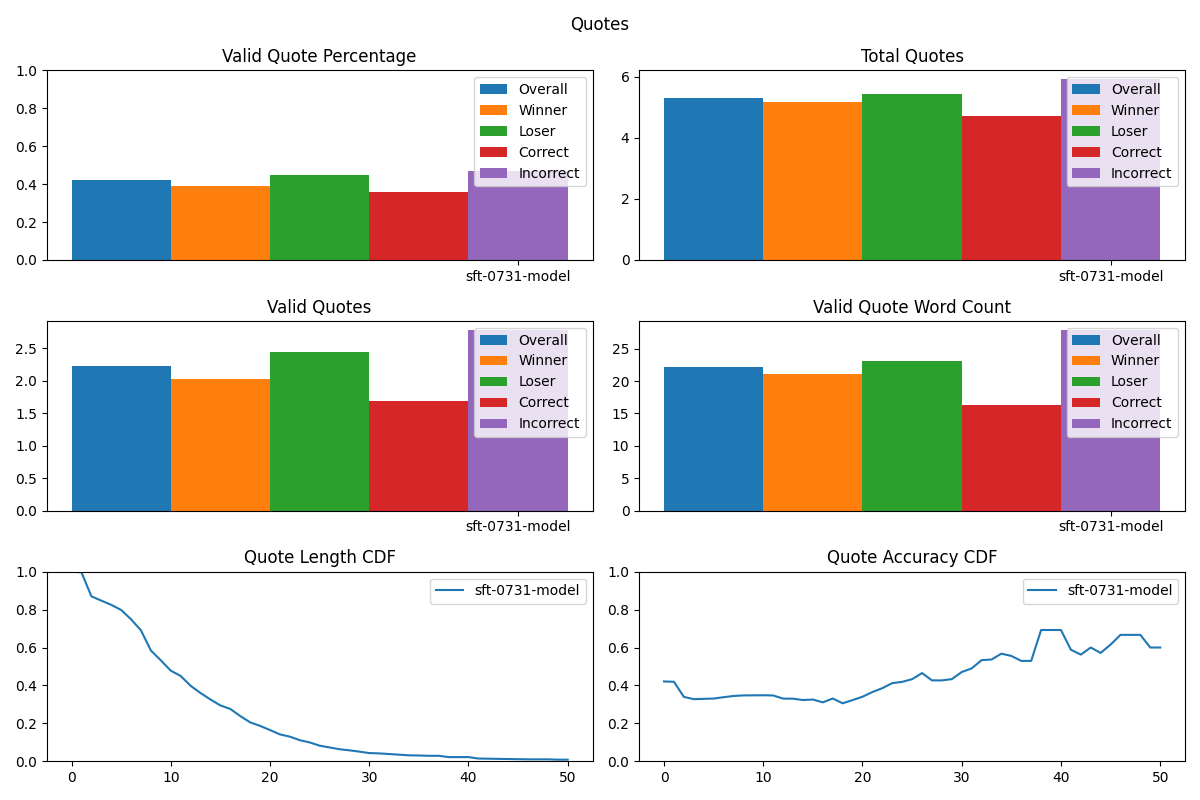 Quotes
Valid Quote Percentage
1.0
0.8
0.6
0.4
0.2
0.0
Overall
Winner
Loser
Correct
Incorrect
sft-0731-model
Total Quotes
6
4
2
0
Overall
Winner
Loser
Correct
Incorrect
sft-0731-model
Valid Quotes
2.5
2.0
1.5
1.0
0.5
0.0
Overall
Winner
Loser
Correct
Incorrect
sft-0731-model
Valid Quote Word Count
25
20
15
10
5
0
Overall
Winner
Loser
Correct
Incorrect
sft-0731-model
Quote Length CDF
1.0
0.8
0.6
0.4
0.2
0.0
sft-0731-model
0 10 20 30 40 50
Quote Accuracy CDF
1.0
0.8
0.6
0.4
0.2
0.0
sft-0731-model
0 10 20 30 40 50